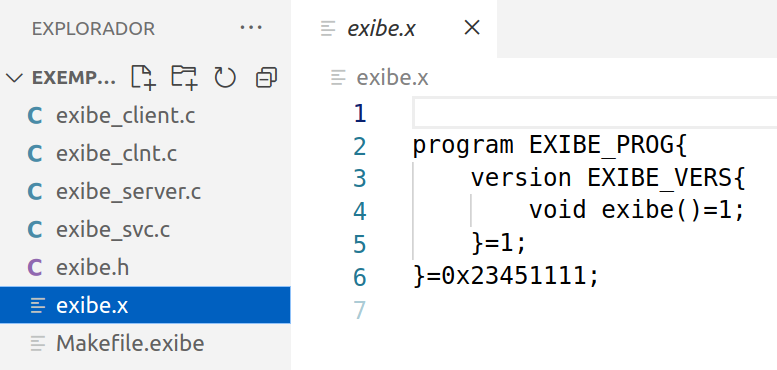 EXPLORADOR ...
EXEMP...
C exibe_client.c
C exibe_clnt.c
C exibe_server.c
C exibe_svc.c
C exibe.h
exibe.x
Makefile.exibe
exibe.x
exibe.x
1
2 program EXIBE_PROG{
3 version EXIBE_VERS{
4 void exibe()=1;
5 }=1;
6 }=0x23451111;
7